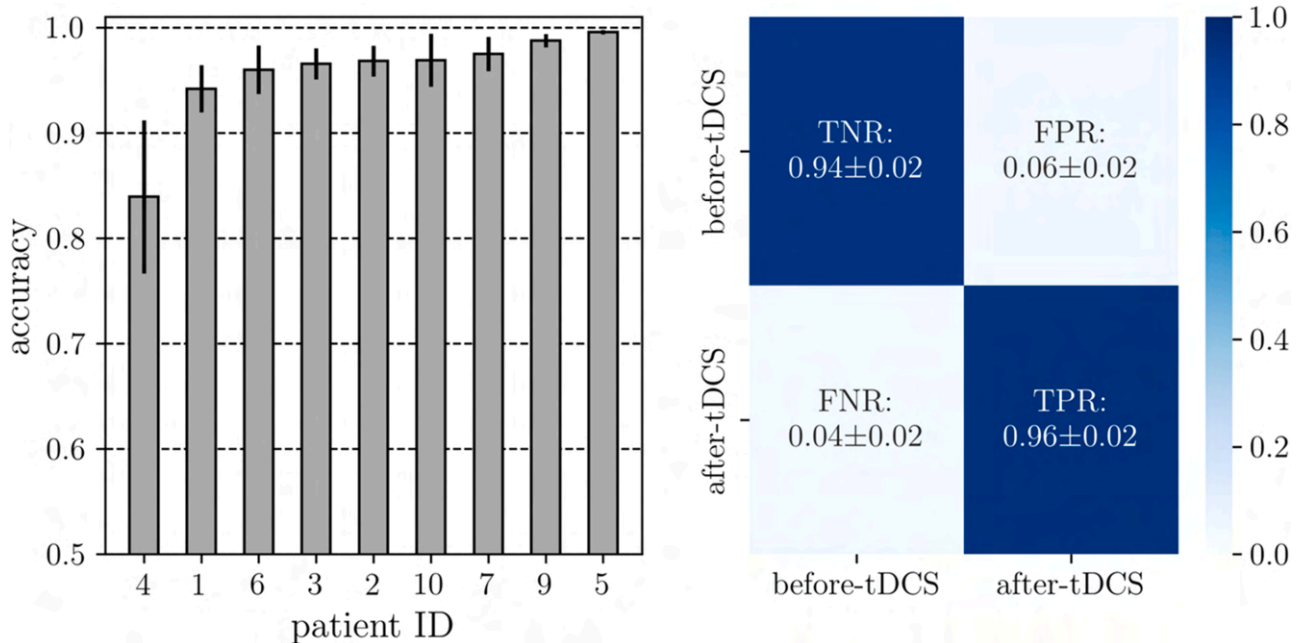 accuracy
1.0
0.9
0.8
0.7
0.6
0.5
4 1 6 3 2 10 7 9 5
patient ID
before-tDCS
after-tDCS
TNR:
0.94±0.02
FPR:
0.06±0.02
FNR:
0.04±0.02
TPR:
0.96±0.02
before-tDCS after-tDCS
1.0
0.8
0.6
0.4
0.2
0.0